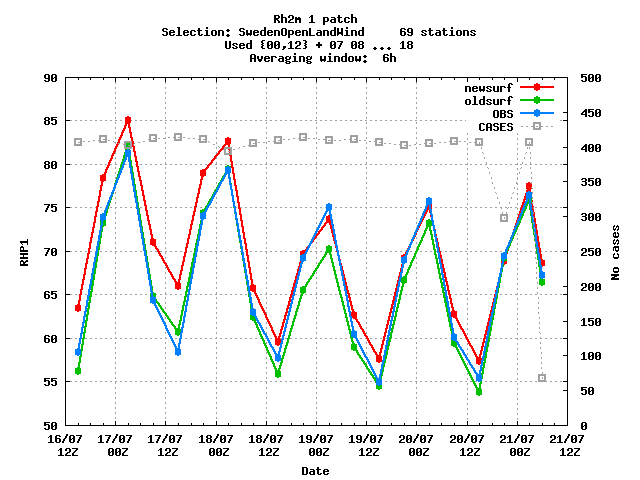 Rh2m 1 patch
Selection: SwedenOpenLandWind 69 stations
Used {00,12} + 07 08 ... 18
Averaging window: 6h
90 500
newsurf
oldsurf
OBS
CASES
85 450
80 400
75 350
70 300
65 250
60 200
55 150
50 100
50
0
RHP1
No cases
16/07 17/07 17/07 18/07 18/07 19/07 19/07 20/07 20/07 21/07 21/07
12Z 00Z 12Z 00Z 12Z 00Z 12Z 00Z 12Z 00Z 12Z
Date